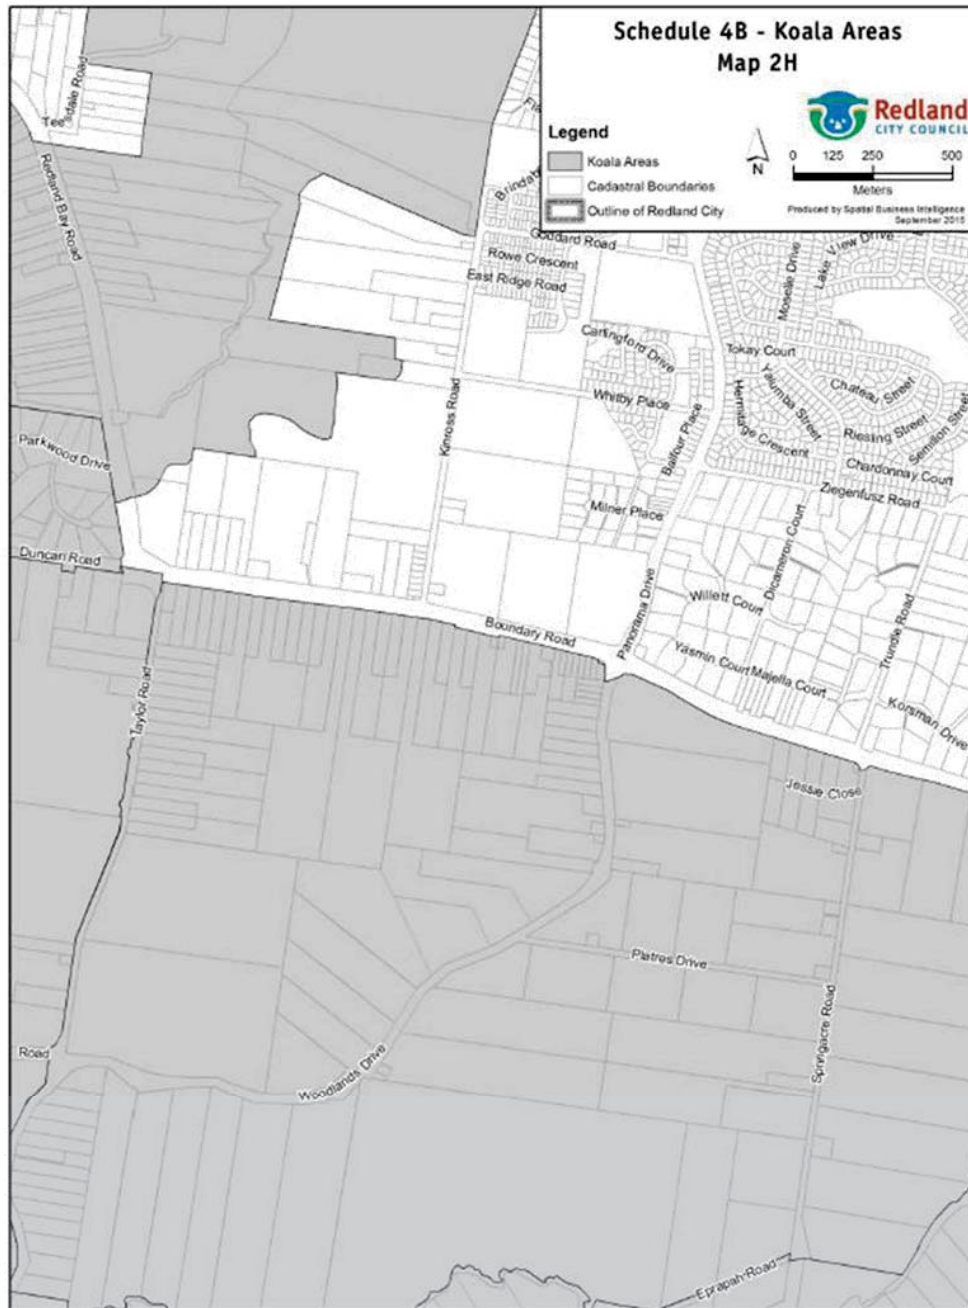 Schedule 4B - Koala Areas
Map 2H
Redland
CITY COUNCIL
Legend
Koala Areas
Cadastral Boundaries
Outline of Redland City
N
0 125 250 500
Meters
Produced by Spatial Business Intelligence
September 2015
Redland Bay Road
Goddard Road
Rowe Crescent
East Ridge Road
Moselle Drive
Lake View Drive
Carlingford Drive
Tokay Court
Whitby Place
Yalumba Street
Chateau Street
Kinross Road
Hermitage Crescent
Riesling Street
Semillon Street
Balfour Place
Parkwood Drive
Chardonnay Court
Ziegenfusz Road
Milner Place
Duncan Road
Dicameron Court
Willett Court
Panorama Drive
Trundle Road
Boundary Road
Yasmin Court
Majella Court
Korsman Drive
Taylor Road
Jessie Close
Platres Drive
Springacre Road
Road
Woodlands Drive
Eprapah Road